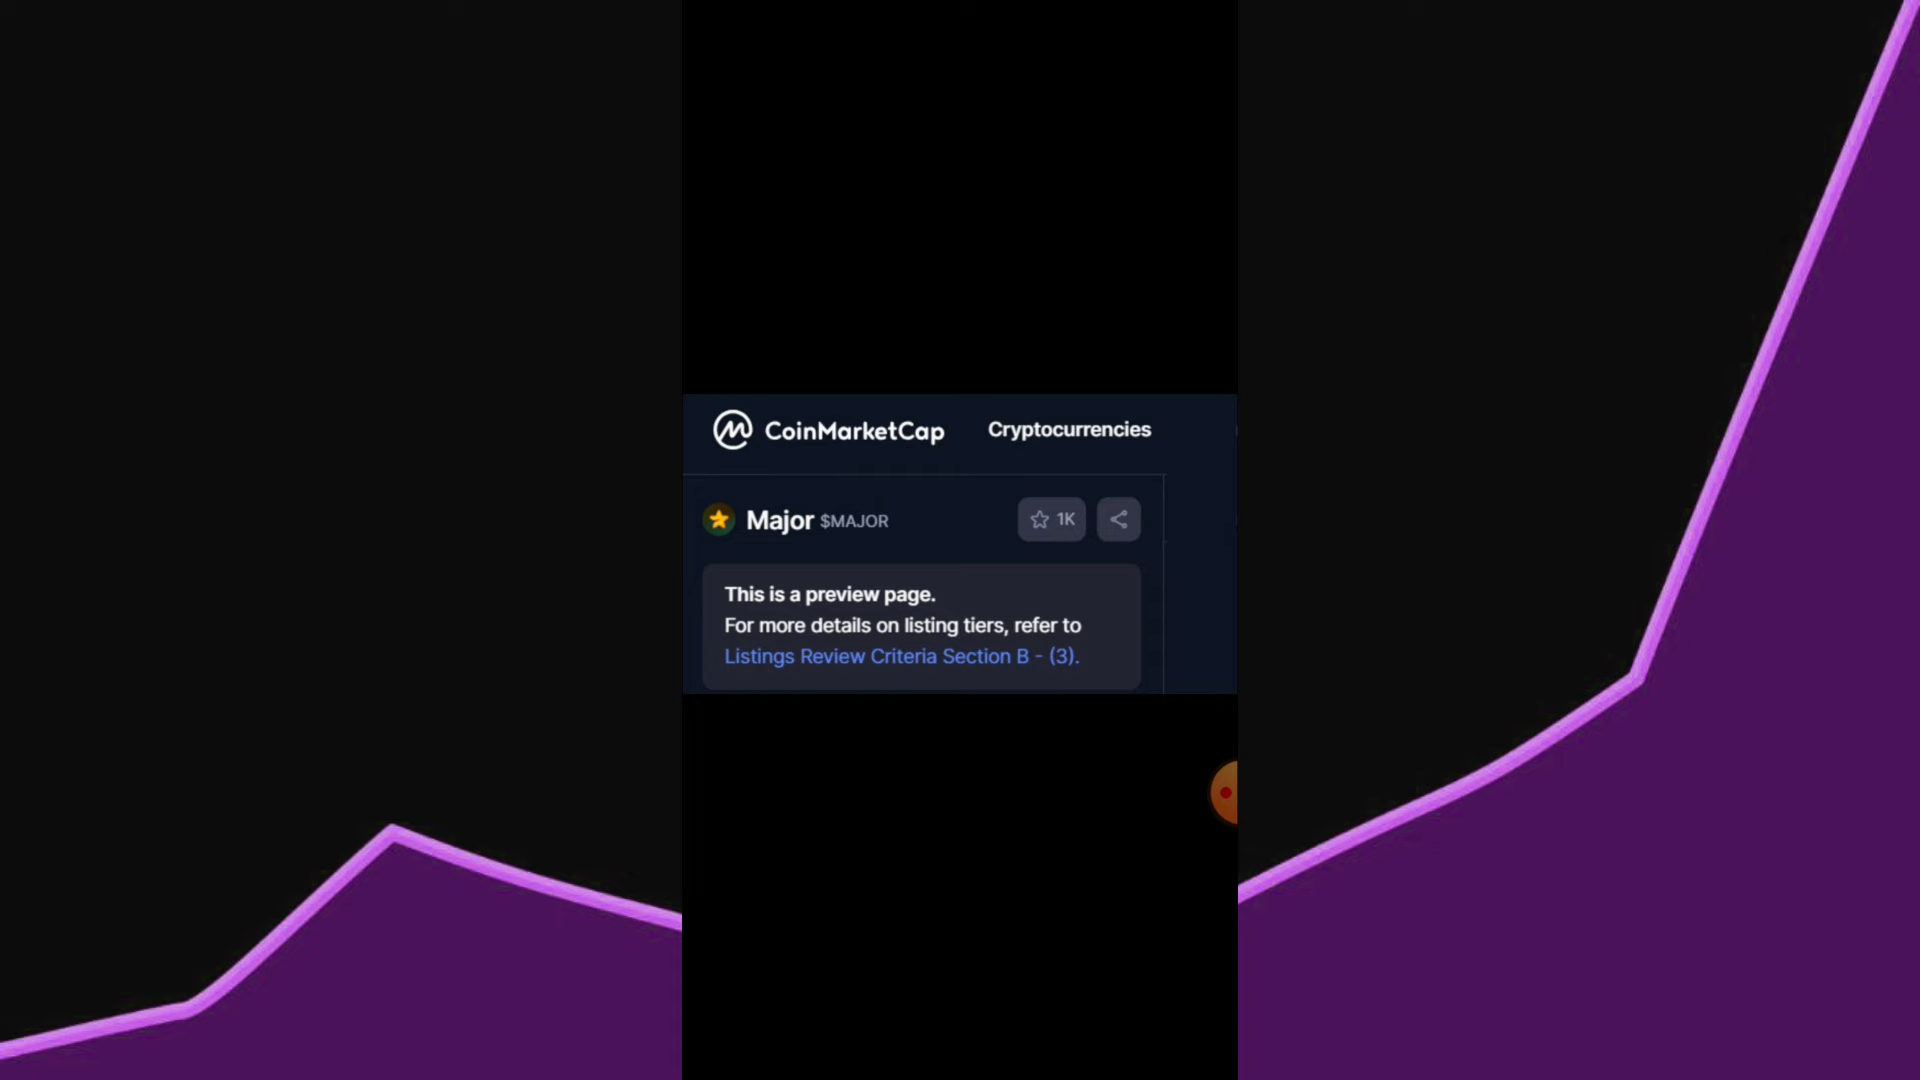 CoinMarketCap Cryptocurrencies
Major $MAJOR 1K
This is a preview page.
For more details on listing tiers, refer to
Listings Review Criteria Section B - (3).